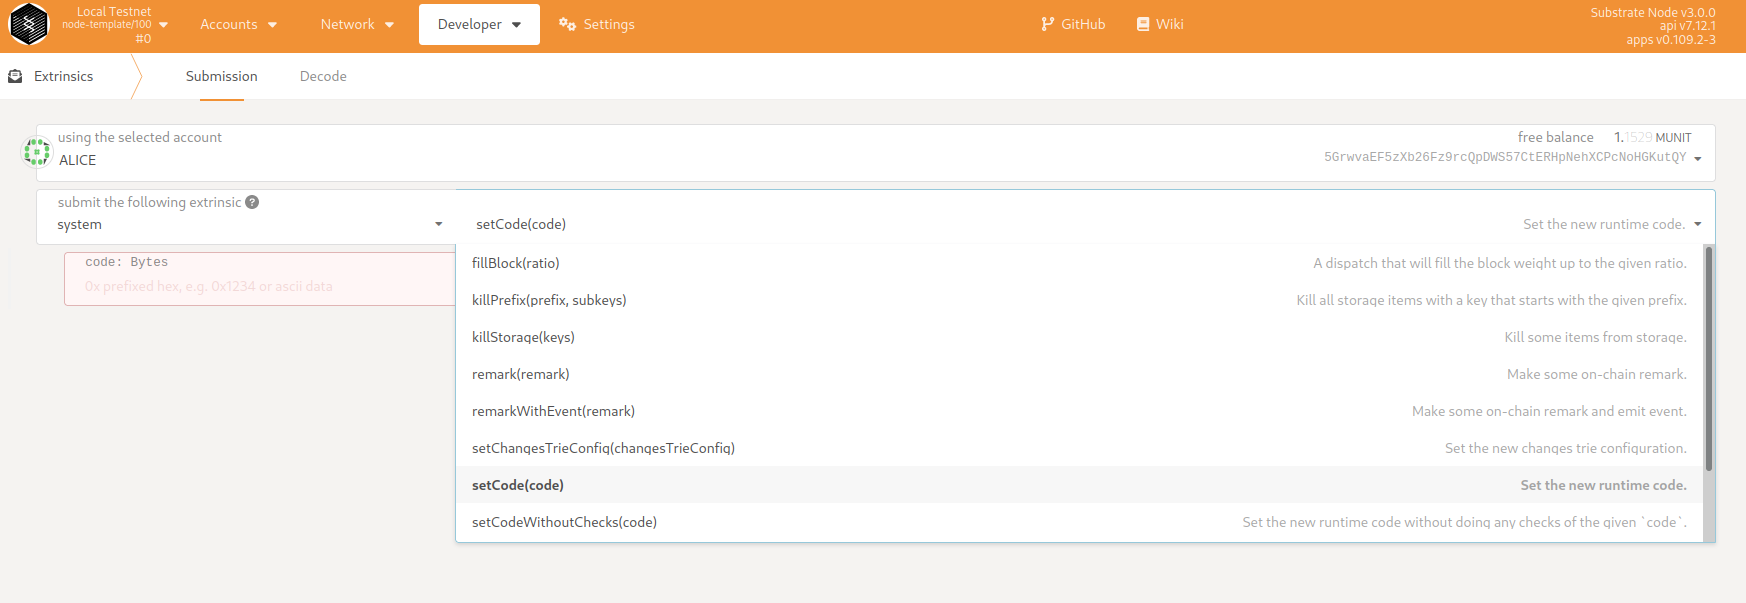 Local Testnet
node-template/100
#0
Accounts
Network
Developer
Settings
GitHub
Wiki
Substrate Node v3.0.0
api v7.12.1
apps v0.109.2-3
Extrinsics
Submission
Decode
using the selected account
ALICE
free balance 1.1529 MUNIT
5GrwvaEF5zXb26Fz9rcQpDWS57CtERHpNehXCPcNoHGKutQY
submit the following extrinsic ?
system
setCode(code) Set the new runtime code.
code: Bytes
0x prefixed hex, e.g. 0x1234 or ascii data
fillBlock(ratio) A dispatch that will fill the block weight up to the given ratio.
killPrefix(prefix, subkeys) Kill all storage items with a key that starts with the given prefix.
killStorage(keys) Kill some items from storage.
remark(remark) Make some on-chain remark.
remarkWithEvent(remark) Make some on-chain remark and emit event.
setChangesTrieConfig(changesTrieConfig) Set the new changes trie configuration.
setCode(code) Set the new runtime code.
setCodeWithoutChecks(code) Set the new runtime code without doing any checks of the given `code`.